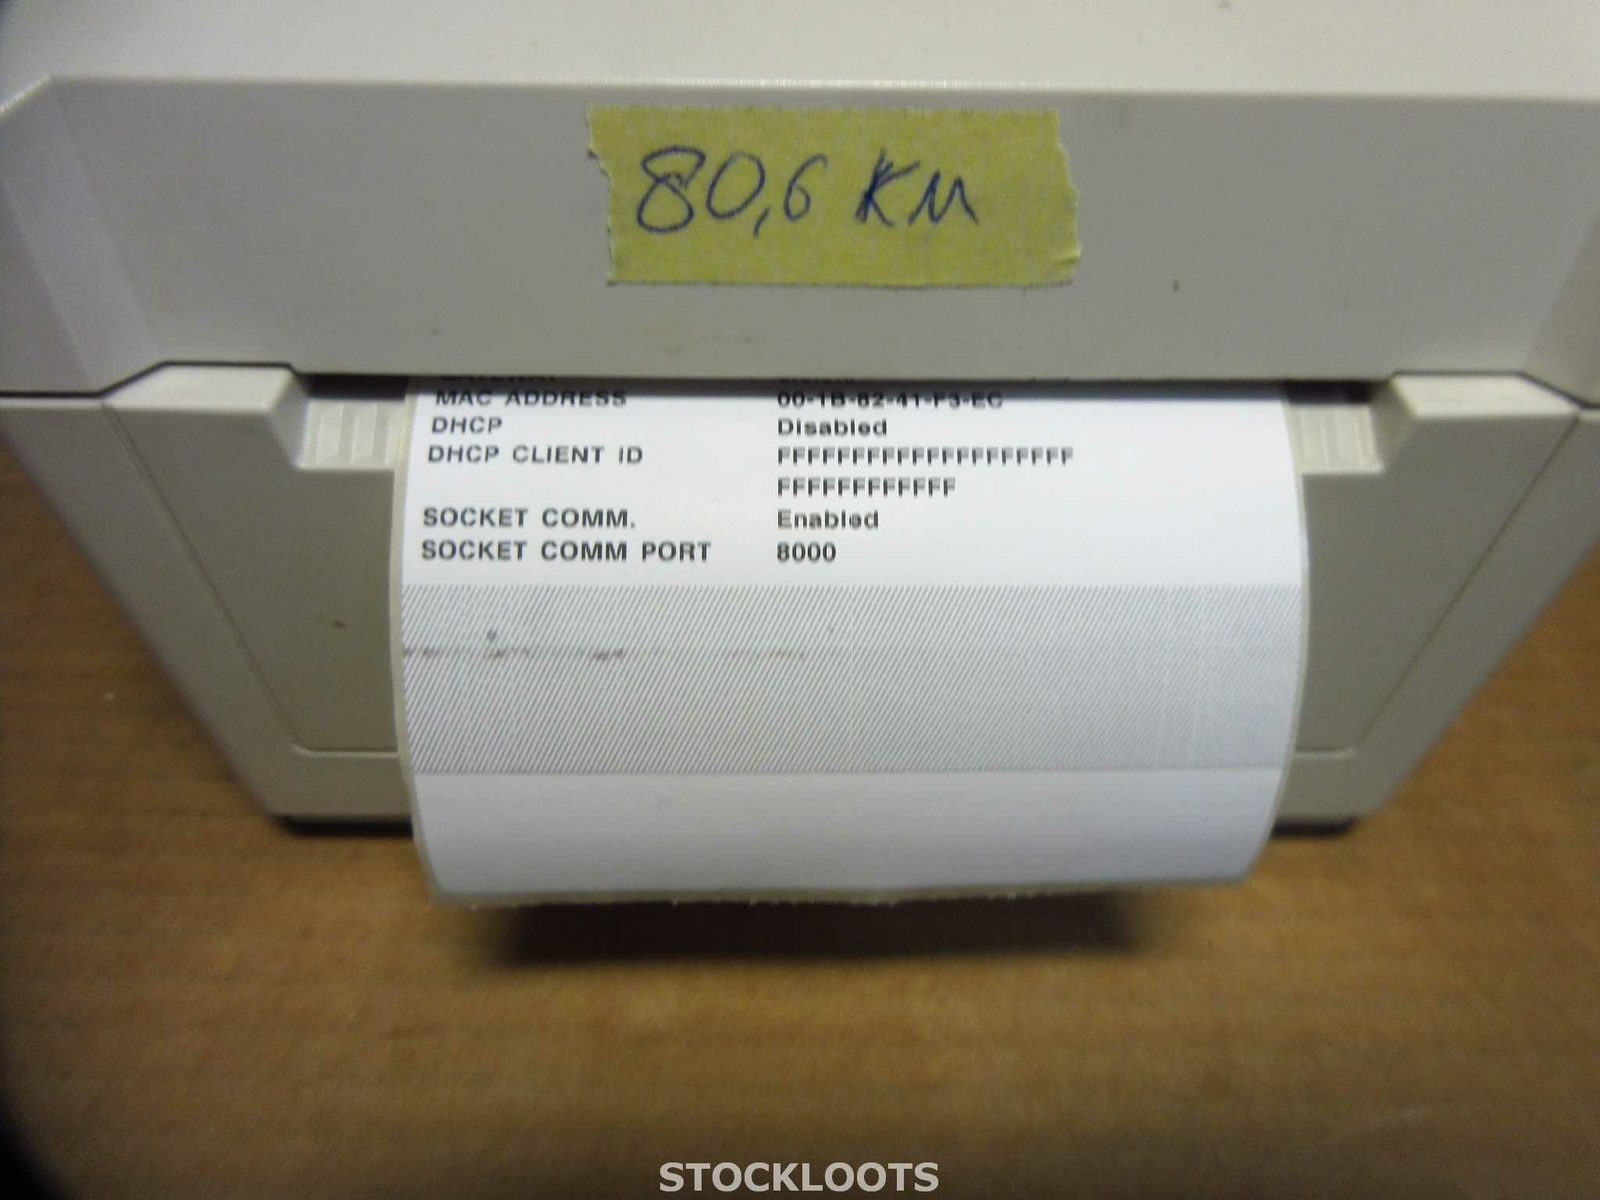 80,6 KM
GATEWAY
MAC ADDRESS 00-1B-82-41-F3-EC
DHCP Disabled
DHCP CLIENT ID FFFFFFFFFFFFFFFFFFFF
FFFFFFFFFFFF
SOCKET COMM. Enabled
SOCKET COMM PORT 8000
STOCKLOOTS